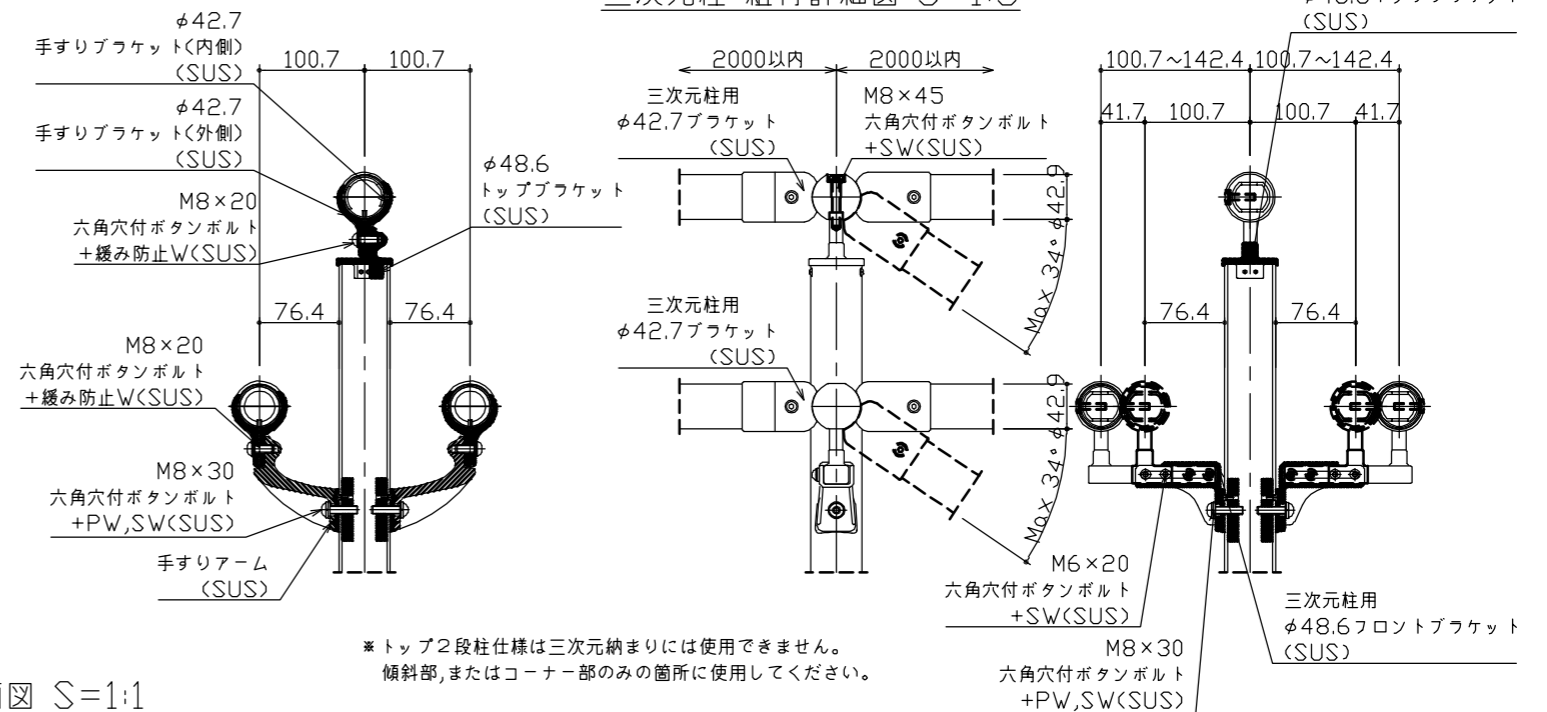 φ42.7
手すりブラケット(内側)
(SUS)
φ42.7
手すりブラケット(外側)
(SUS)
M8×20
六角穴付ボタンボルト
+緩み防止W(SUS)
100.7
100.7
φ48.6
トップブラケット
(SUS)
76.4
76.4
M8×20
六角穴付ボタンボルト
+緩み防止W(SUS)
M8×30
六角穴付ボタンボルト
+PW,SW(SUS)
手すりアーム
(SUS)
2000以内
2000以内
三次元柱用
φ42.7ブラケット
(SUS)
M8×45
六角穴付ボタンボルト
+SW(SUS)
φ42.9
Max 34°
三次元柱用
φ42.7ブラケット
(SUS)
φ42.9
Max 34°
(SUS)
100.7~142.4
100.7~142.4
41.7
100.7
100.7
41.7
76.4
76.4
M6×20
六角穴付ボタンボルト
+SW(SUS)
M8×30
六角穴付ボタンボルト
+PW,SW(SUS)
三次元柱用
φ48.6フロントブラケット
(SUS)
※トップ2段柱仕様は三次元納まりには使用できません。
傾斜部,またはコーナー部のみの箇所に使用してください。
図 S=1:1